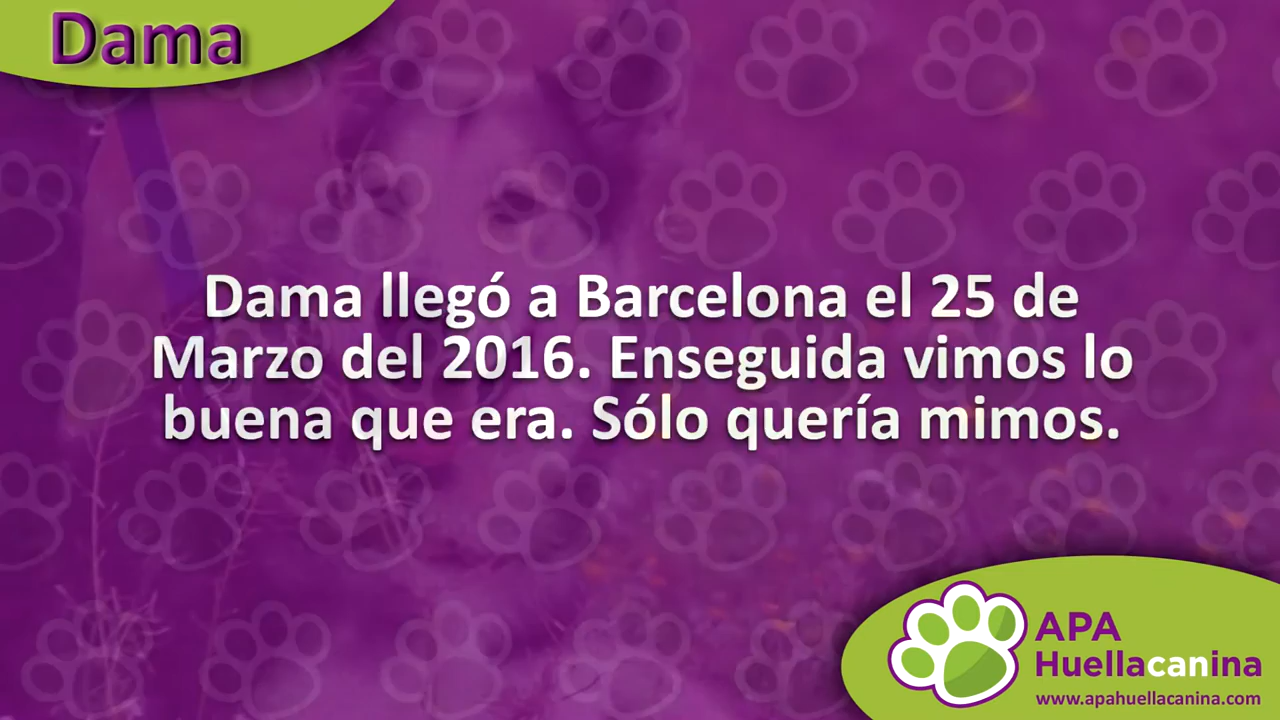 Dama
Dama llegó a Barcelona el 25 de
Marzo del 2016. Enseguida vimos lo
buena que era. Sólo quería mimos.
APA
Huellacanina
www.apahuellacanina.com